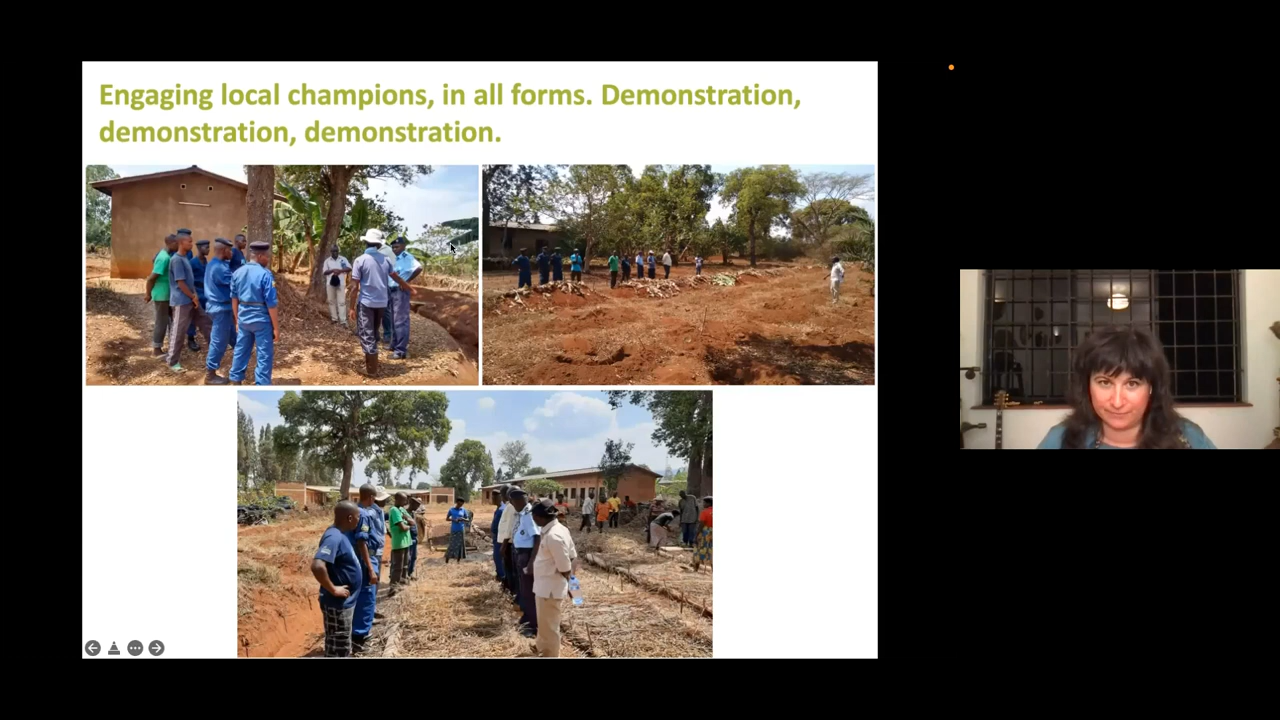 Engaging local champions, in all forms. Demonstration,
demonstration, demonstration.